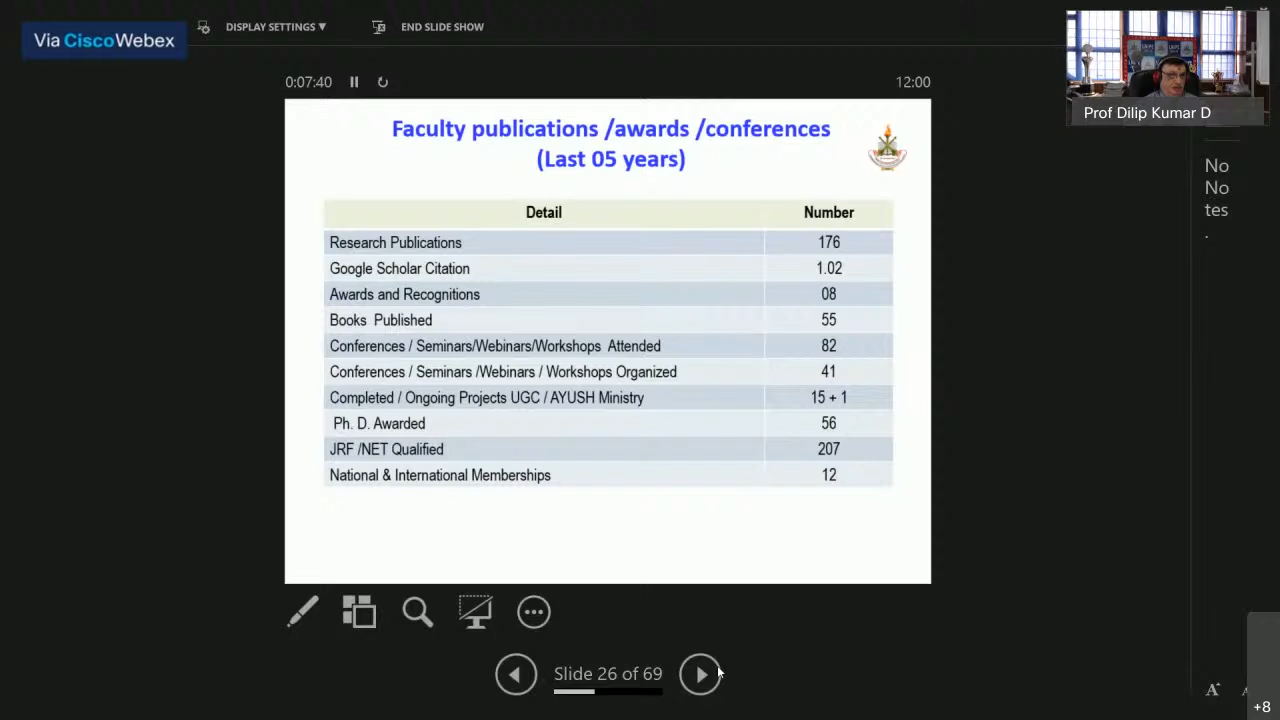 Via CiscoWebex
DISPLAY SETTINGS ▼
END SLIDE SHOW
0:07:40
12:00
Prof Dilip Kumar D
No
No
tes
.
Faculty publications /awards /conferences
(Last 05 years)
Detail Number
Research Publications 176
Google Scholar Citation 1.02
Awards and Recognitions 08
Books Published 55
Conferences / Seminars/Webinars/Workshops Attended 82
Conferences / Seminars /Webinars / Workshops Organized 41
Completed / Ongoing Projects UGC / AYUSH Ministry 15 + 1
Ph. D. Awarded 56
JRF /NET Qualified 207
National & International Memberships 12
Slide 26 of 69
A
+8